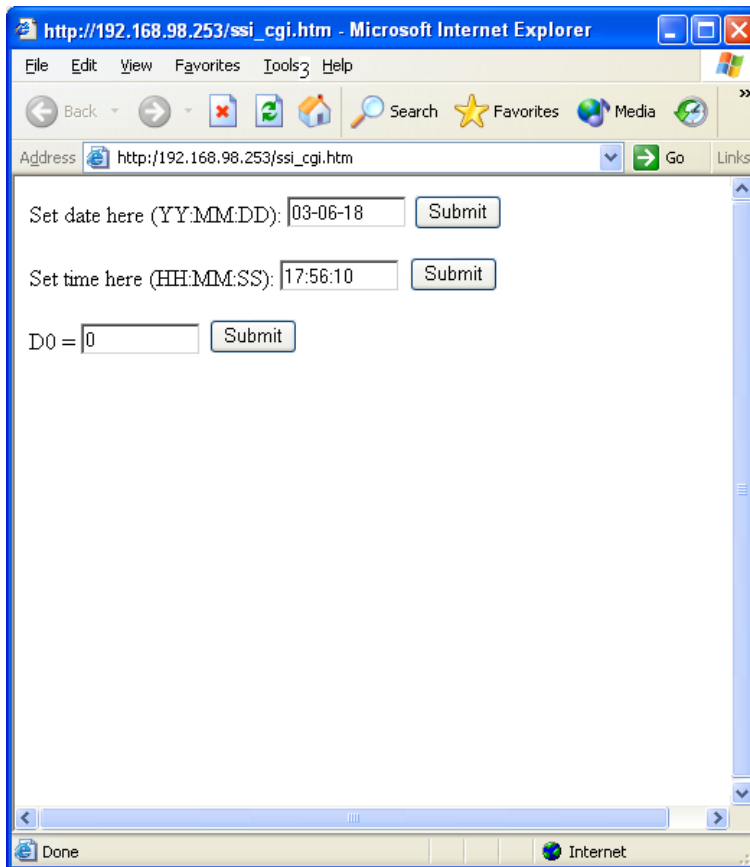 http://192.168.98.253/ssi_cgi.htm - Microsoft Internet Explorer
File Edit View Favorites Tools3 Help
Back Search Favorites Media »
Address http:/192.168.98.253/ssi_cgi.htm Go Links
Set date here (YY:MM:DD): 03-06-18 Submit
Set time here (HH:MM:SS): 17:56:10 Submit
D0 = 0 Submit
Done Internet